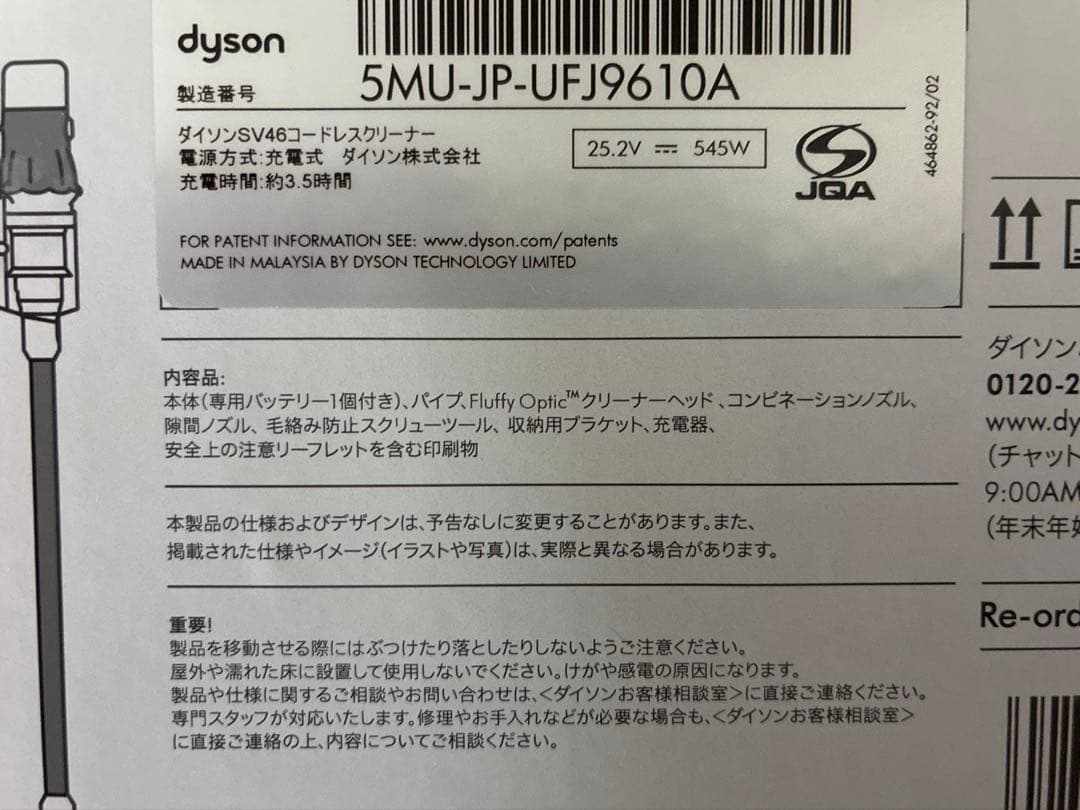 dyson
製造番号
5MU-JP-UFJ9610A
ダイソンSV46コードレスクリーナー
電源方式:充電式 ダイソン株式会社
充電時間:約3.5時間
25.2V ⎓ 545W
JQA
464862-92/02
FOR PATENT INFORMATION SEE: www.dyson.com/patents
MADE IN MALAYSIA BY DYSON TECHNOLOGY LIMITED
内容品:
本体(専用バッテリー1個付き)、パイプ、Fluffy Optic™クリーナーヘッド、コンビネーションノズル、
隙間ノズル、毛絡み防止スクリューツール、収納用ブラケット、充電器、
安全上の注意リーフレットを含む印刷物
本製品の仕様およびデザインは、予告なしに変更することがあります。また、
掲載された仕様やイメージ(イラストや写真)は、実際と異なる場合があります。
重要!
製品を移動させる際にはぶつけたり落としたりしないようご注意ください。
屋外や濡れた床に設置して使用しないでください。けがや感電の原因になります。
製品や仕様に関するご相談やお問い合わせは、<ダイソンお客様相談室>に直接ご連絡ください。
専門スタッフが対応いたします。修理やお手入れなどが必要な場合も、<ダイソンお客様相談室>
に直接ご連絡の上、内容についてご相談ください。
ダイソン
0120-2
www.dy
(チャット
9:00AM
(年末年始
Re-ord